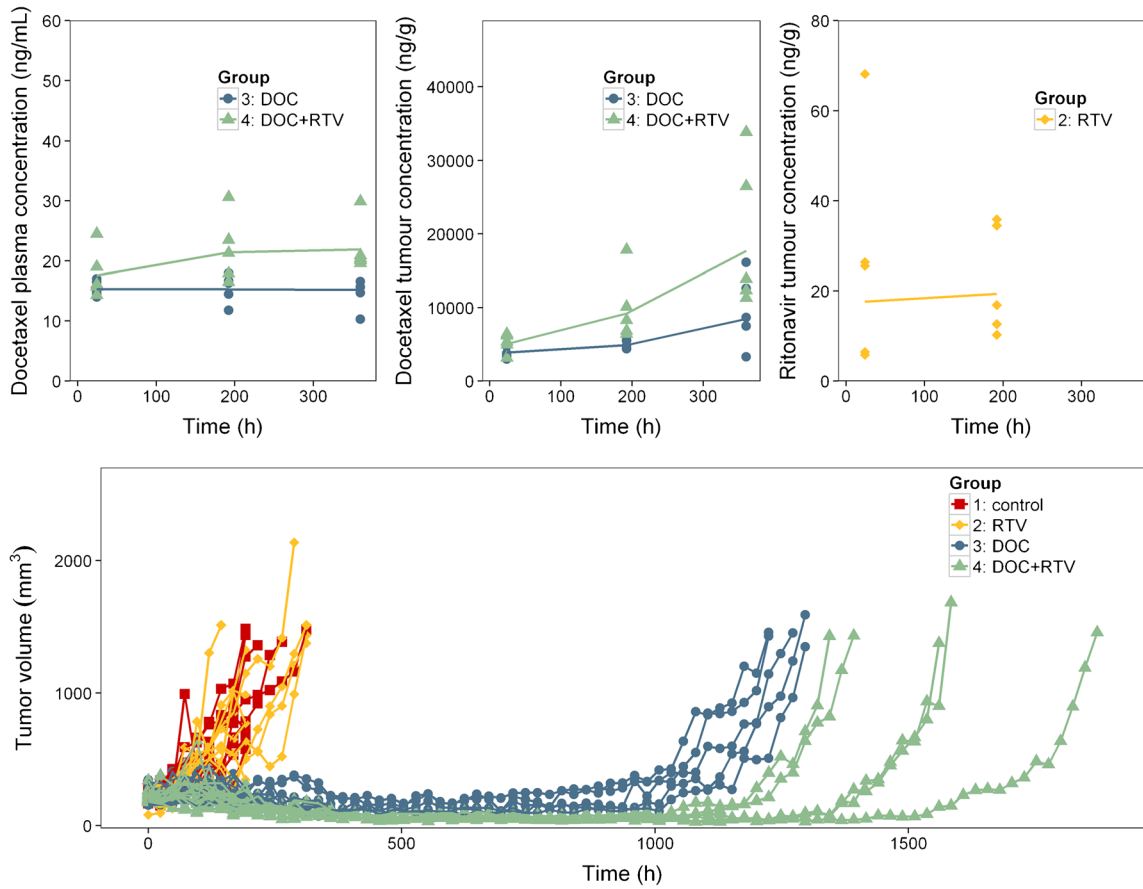 Docetaxel plasma concentration (ng/mL)
60
50
40
30
20
10
0
Group
3: DOC
4: DOC+RTV
0
100
200
300
Time (h)
Docetaxel tumour concentration (ng/g)
40000
30000
20000
10000
0
Group
3: DOC
4: DOC+RTV
0
100
200
300
Time (h)
Ritonavir tumour concentration (ng/g)
80
60
40
20
0
Group
2: RTV
0
100
200
300
Time (h)
Tumor volume (mm³)
2000
1000
0
Group
1: control
2: RTV
3: DOC
4: DOC+RTV
0
500
1000
1500
Time (h)